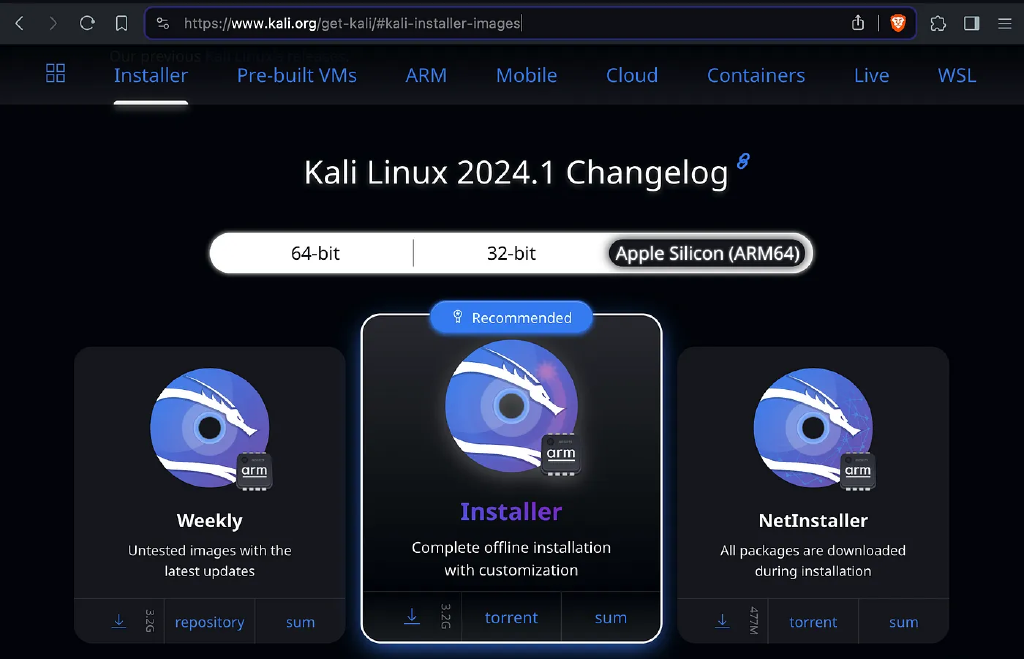 https://www.kali.org/get-kali/#kali-installer-images
Our previous Kali Linux
Installer
Pre-built VMs
ARM
Mobile
Cloud
Containers
Live
WSL
Kali Linux 2024.1 Changelog
64-bit
32-bit
Apple Silicon (ARM64)
Recommended
arm
Weekly
Untested images with the
latest updates
3.2G
repository
sum
arm
Installer
Complete offline installation
with customization
3.2G
torrent
sum
arm
NetInstaller
All packages are downloaded
during installation
477M
torrent
sum